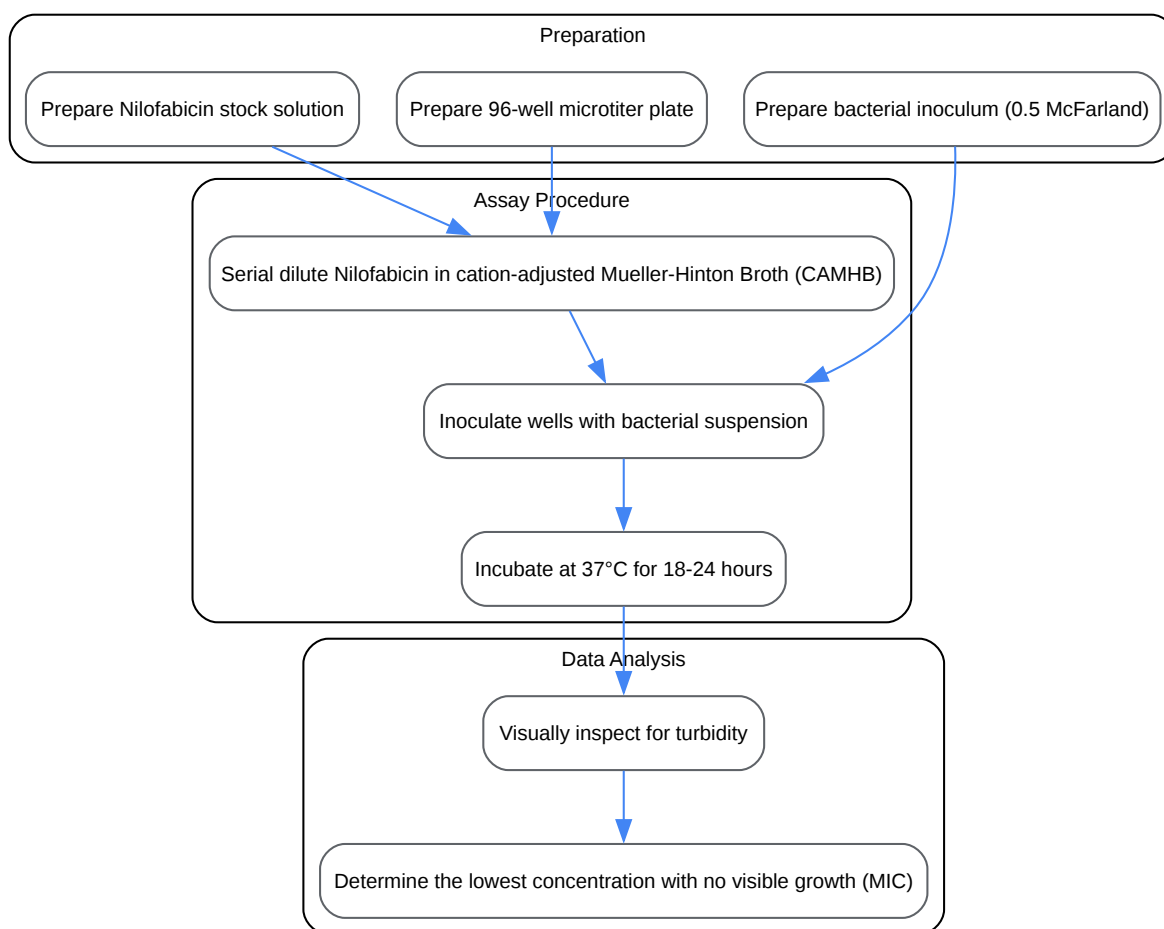 Preparation
Prepare Nilofabicin stock solution
Prepare 96-well microtiter plate
Prepare bacterial inoculum (0.5 McFarland)
Assay Procedure
Serial dilute Nilofabicin in cation-adjusted Mueller-Hinton Broth (CAMHB)
Inoculate wells with bacterial suspension
Incubate at 37°C for 18-24 hours
Data Analysis
Visually inspect for turbidity
Determine the lowest concentration with no visible growth (MIC)